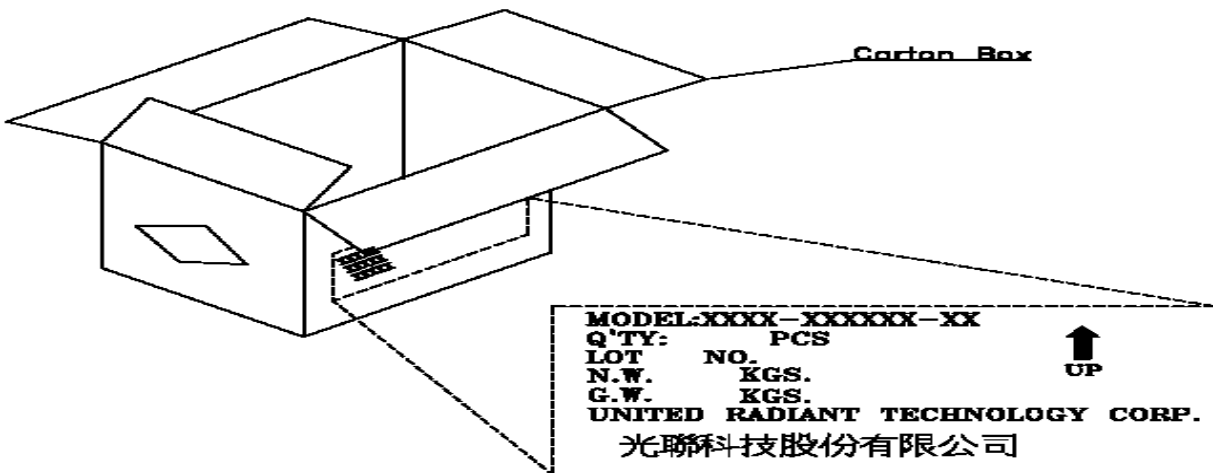 Carton Box
MODEL:XXXX-XXXXXX-XX
Q'TY: PCS
UP
LOT NO.
N.W. KGS.
G.W. KGS.
UNITED RADIANT TECHNOLOGY CORP.
光聯科技股份有限公司